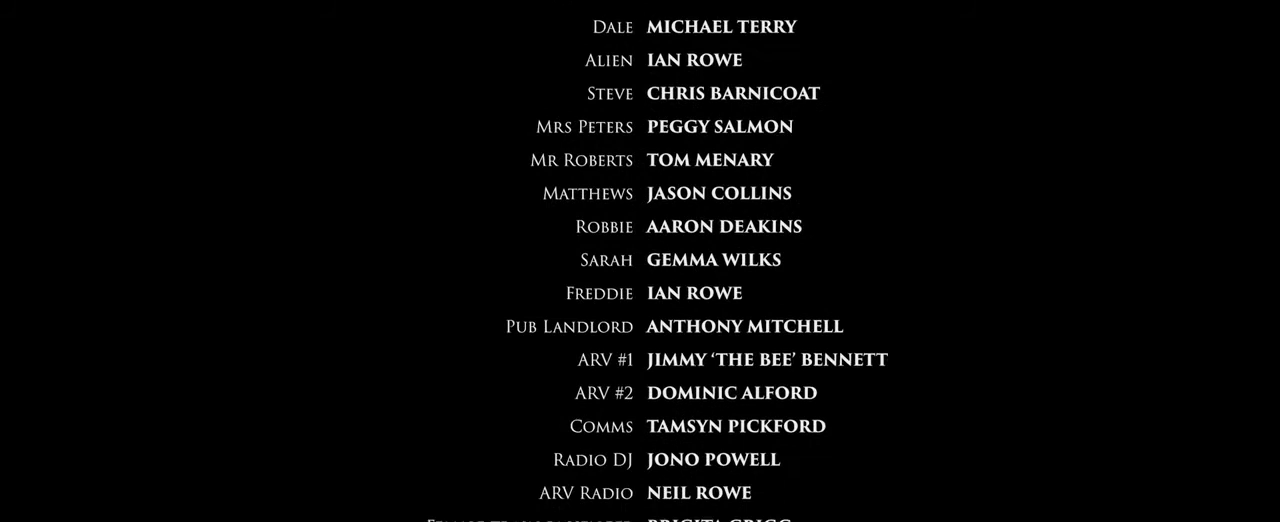 Dale MICHAEL TERRY
Alien IAN ROWE
Steve CHRIS BARNICOAT
Mrs Peters PEGGY SALMON
Mr Roberts TOM MENARY
Matthews JASON COLLINS
Robbie AARON DEAKINS
Sarah GEMMA WILKS
Freddie IAN ROWE
Pub Landlord ANTHONY MITCHELL
ARV #1 JIMMY ‘THE BEE’ BENNETT
ARV #2 DOMINIC ALFORD
Comms TAMSYN PICKFORD
Radio DJ JONO POWELL
ARV Radio NEIL ROWE